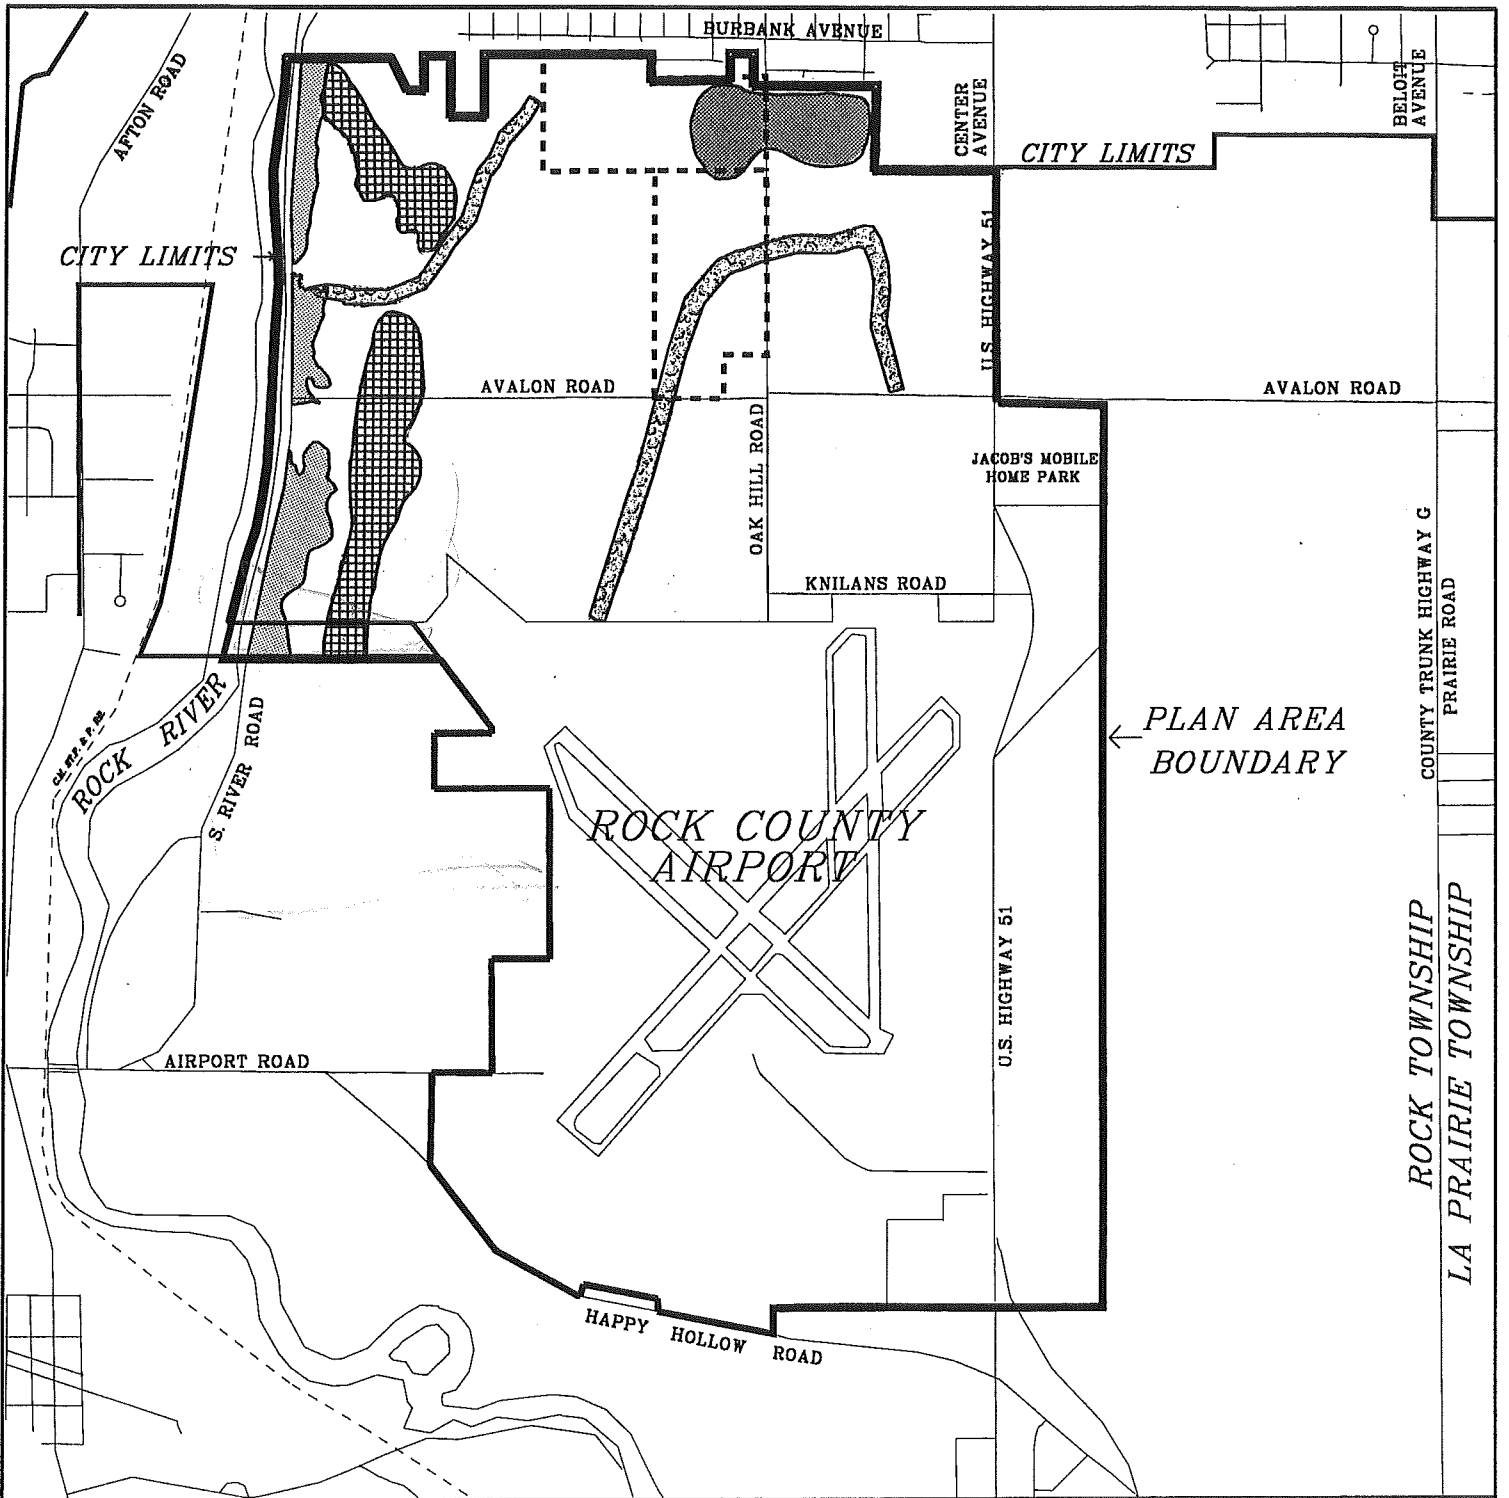 BURBANK AVENUE
AFTON ROAD
CENTER
AVENUE
BELOIT
AVENUE
CITY LIMITS
CITY LIMITS
U.S. HIGHWAY 51
AVALON ROAD
AVALON ROAD
OAK HILL ROAD
JACOB'S MOBILE
HOME PARK
KNILANS ROAD
COUNTY TRUNK HIGHWAY G
PRAIRIE ROAD
ROCK RIVER
S. RIVER ROAD
PLAN AREA
BOUNDARY
ROCK COUNTY
AIRPORT
U.S. HIGHWAY 51
ROCK TOWNSHIP
LA PRAIRIE TOWNSHIP
AIRPORT ROAD
HAPPY HOLLOW ROAD